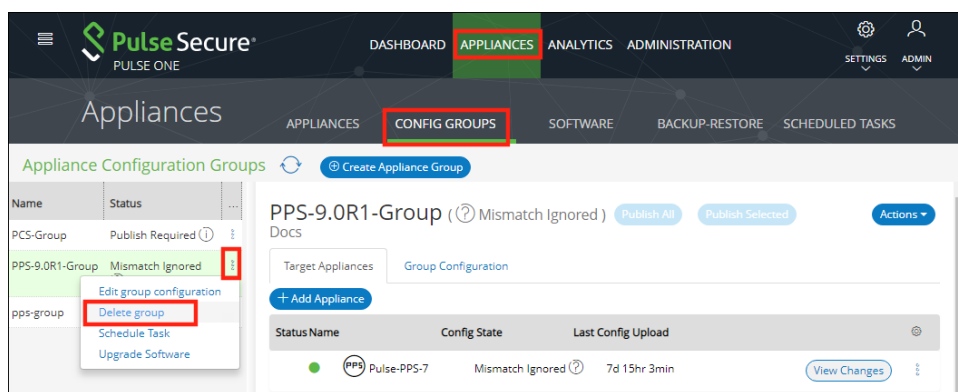 Pulse Secure®
PULSE ONE
DASHBOARD APPLIANCES ANALYTICS ADMINISTRATION
SETTINGS ADMIN
Appliances
APPLIANCES CONFIG GROUPS SOFTWARE BACKUP-RESTORE SCHEDULED TASKS
Appliance Configuration Groups Create Appliance Group
Name Status ...
PCS-Group Publish Required
PPS-9.0R1-Group Mismatch Ignored
pps-group
Edit group configuration
Delete group
Schedule Task
Upgrade Software
PPS-9.0R1-Group ( ? Mismatch Ignored ) Publish All Publish Selected Actions
Docs
Target Appliances Group Configuration
+ Add Appliance
Status Name Config State Last Config Upload
PPS Pulse-PPS-7 Mismatch Ignored ? 7d 15hr 3min View Changes